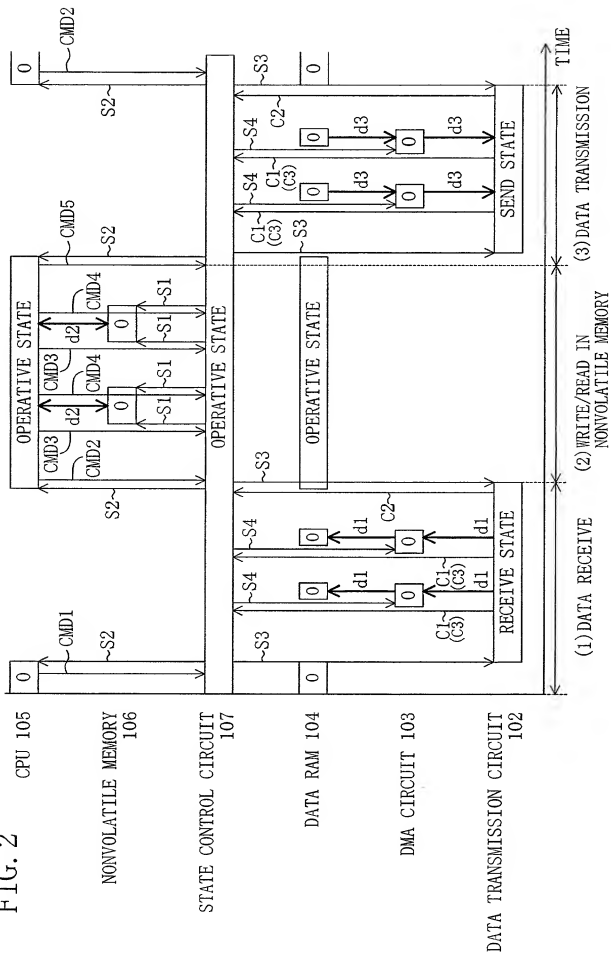 FIG. 2
CPU 105
0
OPERATIVE STATE
0
CMD1
S2
S2
CMD2
CMD3
d2
CMD4
CMD3
d2
CMD4
CMD5
S2
S2
CMD2
NONVOLATILE MEMORY
106
0
0
S1
S1
S1
S1
STATE CONTROL CIRCUIT
107
OPERATIVE STATE
S3
C1
(C3)
S4
C1
(C3)
S4
C2
S3
S3
C1
(C3)
S4
C1
(C3)
S4
C2
S3
DATA RAM 104
0
0
0
OPERATIVE STATE
0
0
0
d1
d1
d3
d3
DMA CIRCUIT 103
0
0
0
0
d1
d1
d3
d3
DATA TRANSMISSION CIRCUIT
102
RECEIVE STATE
SEND STATE
TIME
(1) DATA RECEIVE
(2) WRITE/READ IN
NONVOLATILE MEMORY
(3) DATA TRANSMISSION